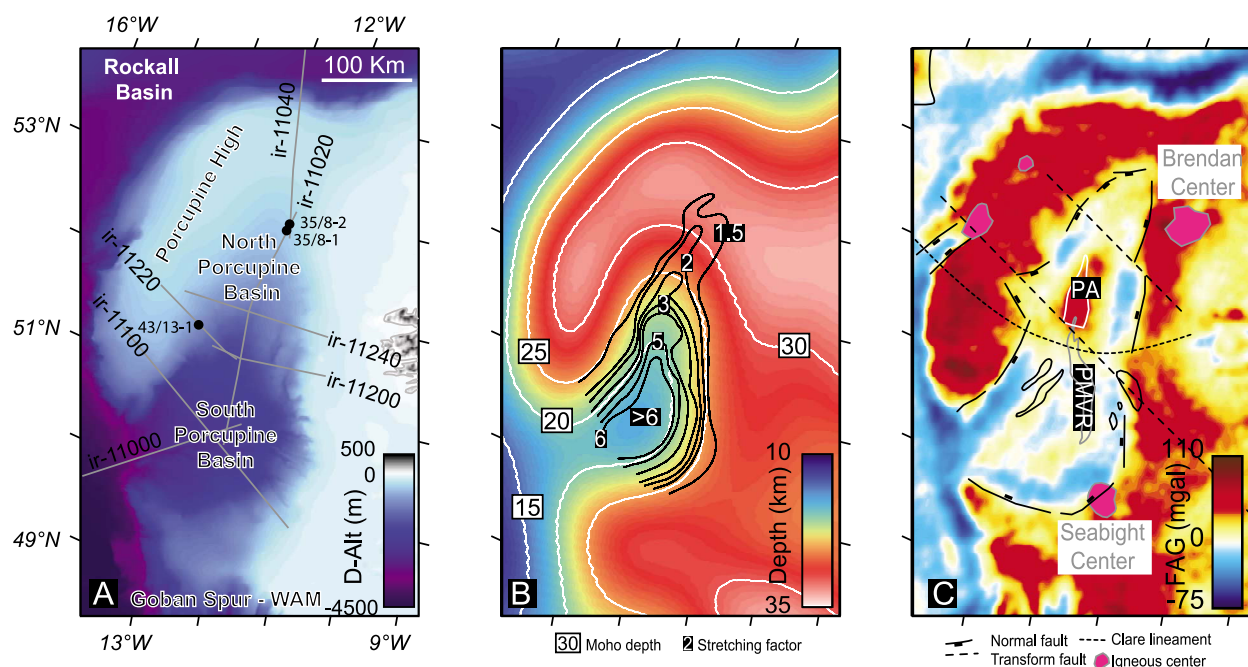 16°W
12°W
Rockall
Basin
100 Km
53°N
51°N
49°N
Porcupine High
ir-11040
ir-11020
35/8-2
35/8-1
North
Porcupine
Basin
ir-11220
ir-11100
43/13-1
ir-11240
ir-11200
South
Porcupine
Basin
ir-11000
500
0
D-Alt (m)
-4500
A
Goban Spur - WAM
13°W
9°W
1.5
2
3
5
>6
6
25
30
20
15
10
Depth (km)
35
B
30 Moho depth
2 Stretching factor
Brendan
Center
PA
PMVR
Seabight
Center
110
0
-75
FAG (mgal)
C
Normal fault
Clare lineament
Transform fault
Igneous center